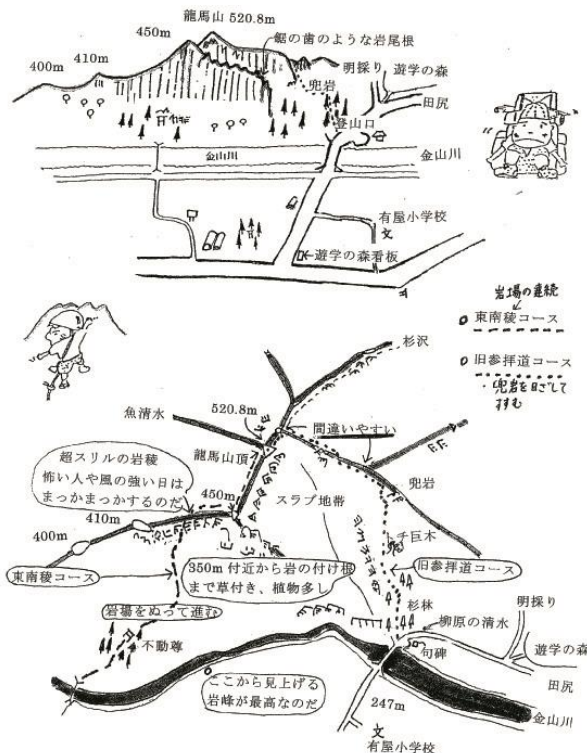 龍馬山 520.8m
450m
410m
400m
鋸の歯のような岩尾根
兜岩
明採り
遊学の森
田尻
登山口
金山川
金山川
有屋小学校
文
遊学の森看板
岩場の連続
東南稜コース
旧参拝道コース
・兜岩を目ざして
すすむ
杉沢
魚清水
520.8m
間違いやすい
龍馬山頂
兜岩
超スリルの岩稜
怖い人や風の強い日は
まっかまっかするのだ
450m
スラブ地帯
410m
400m
トチ巨木
東南稜コース
350m 付近から岩の付け根
まで草付き、植物多し
旧参拝道コース
岩場をぬって進む
杉林
柳原の清水
明採り
不動尊
句碑
遊学の森
ここから見上げる
岩峰が最高なのだ
247m
田尻
金山川
文
有屋小学校